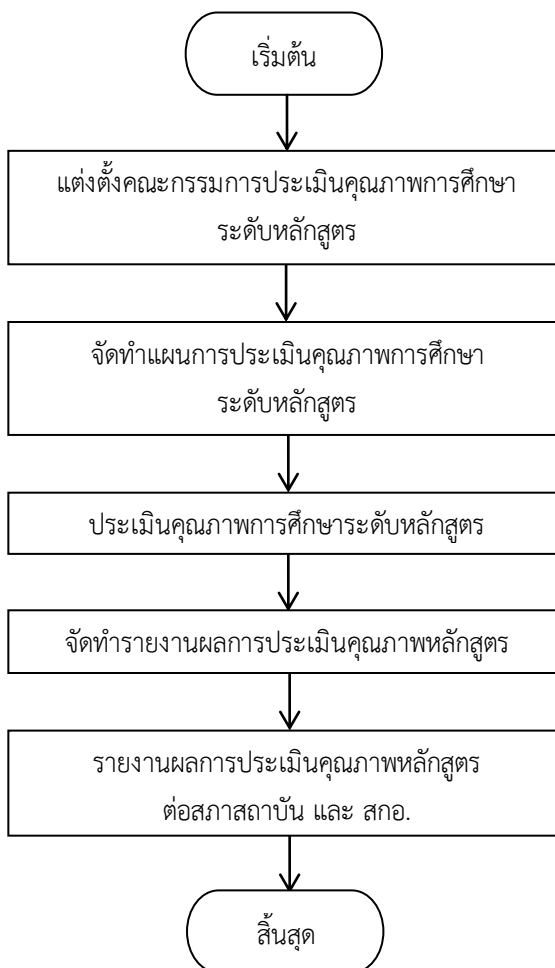 เริ่มต้น
แต่งตั้งคณะกรรมการประเมินคุณภาพการศึกษา
ระดับหลักสูตร
จัดทำแผนการประเมินคุณภาพการศึกษา
ระดับหลักสูตร
ประเมินคุณภาพการศึกษาระดับหลักสูตร
จัดทำรายงานผลการประเมินคุณภาพหลักสูตร
รายงานผลการประเมินคุณภาพหลักสูตร
ต่อสภาสถาบัน และ สกอ.
สิ้นสุด